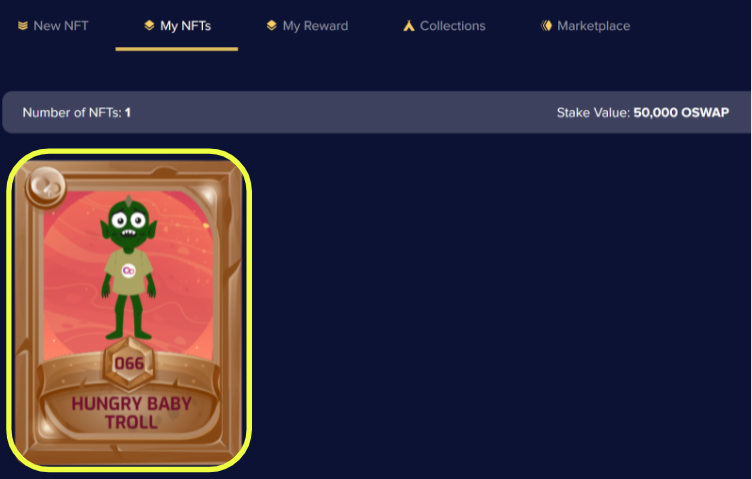 New NFT
My NFTs
My Reward
Collections
Marketplace
Number of NFTs: 1
Stake Value: 50,000 OSWAP
066
HUNGRY BABY
TROLL